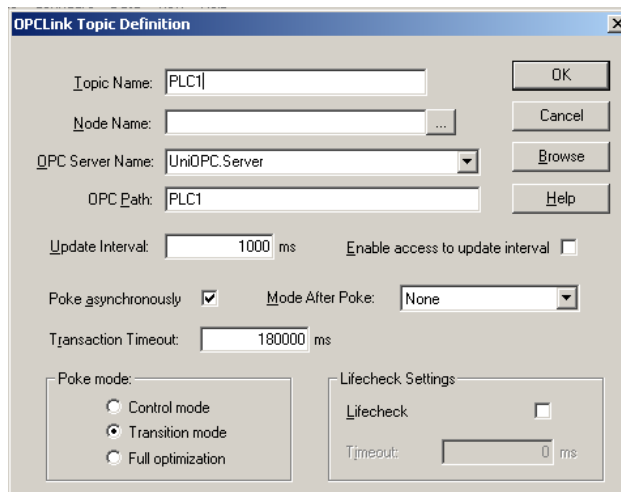 OPCLink Topic Definition
Topic Name: PLC1
OK
Node Name:
...
Cancel
OPC Server Name: UniOPC.Server
Browse
OPC Path: PLC1
Help
Update Interval: 1000 ms
Enable access to update interval
Poke asynchronously
Mode After Poke: None
Transaction Timeout: 180000 ms
Poke mode:
Control mode
Transition mode
Full optimization
Lifecheck Settings
Lifecheck
Timeout: 0 ms